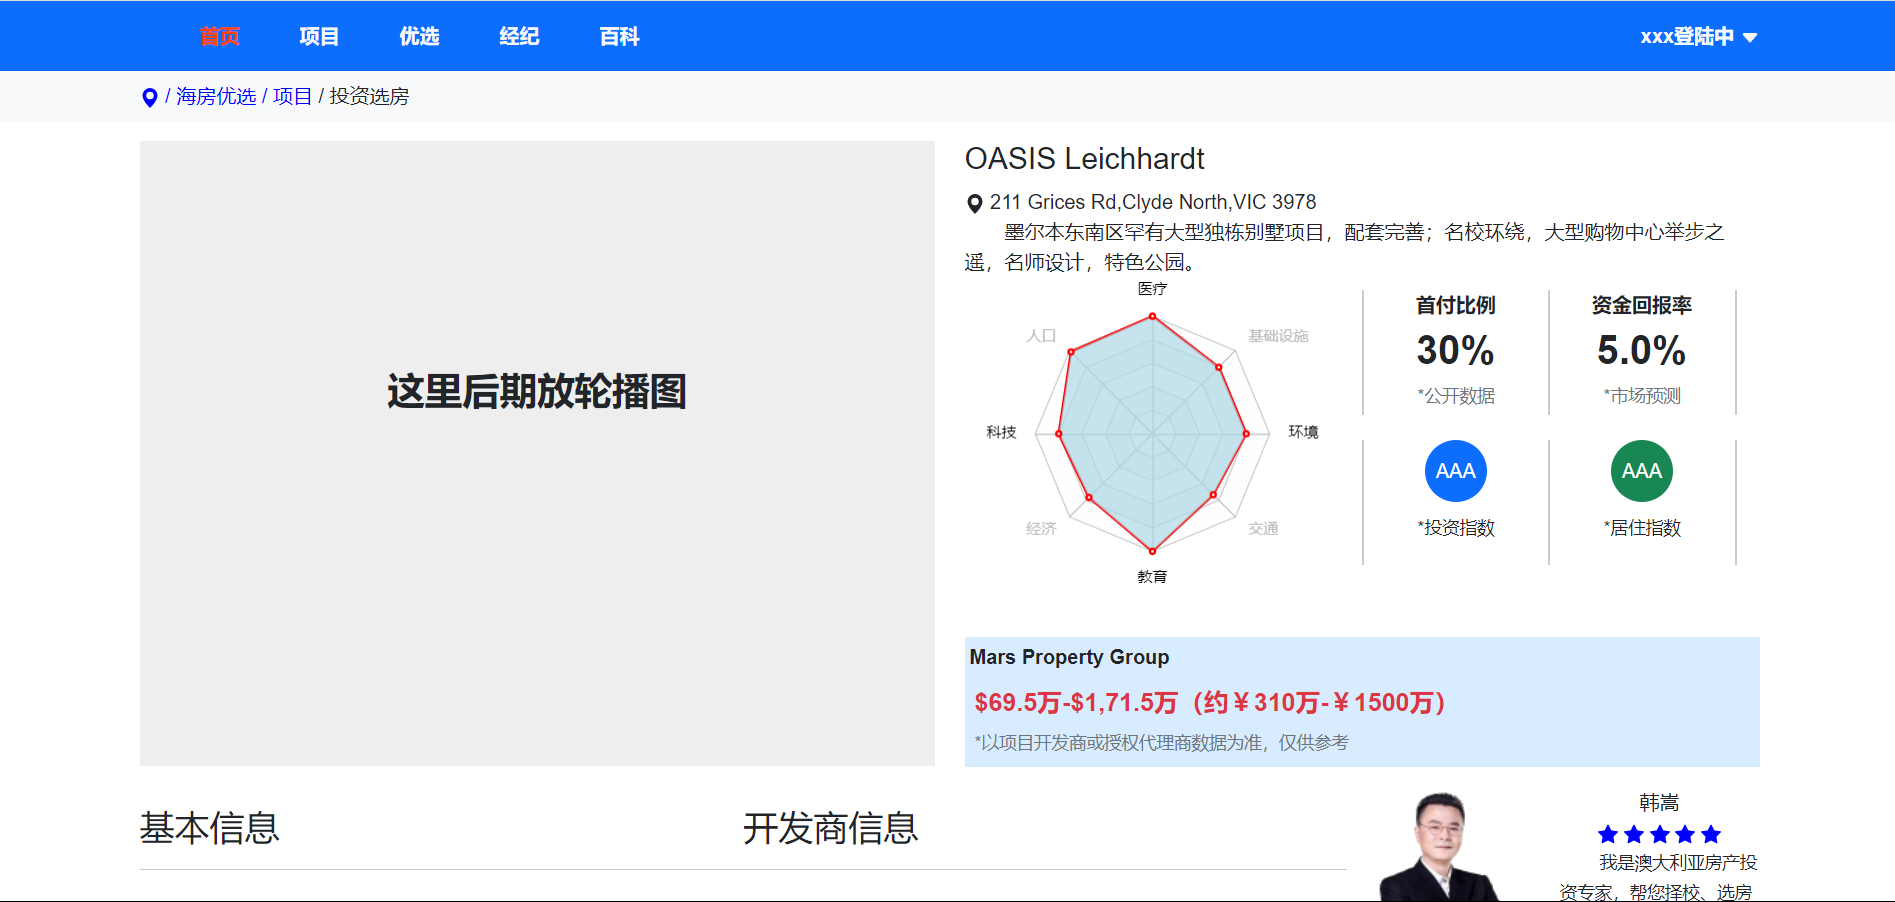 首页 项目 优选 经纪 百科 xxx登陆中
/ 海房优选 / 项目 / 投资选房
这里后期放轮播图
OASIS Leichhardt
211 Grices Rd,Clyde North,VIC 3978
墨尔本东南区罕有大型独栋别墅项目，配套完善；名校环绕，大型购物中心举步之
遥，名师设计，特色公园。
医疗
人口 基础设施
科技 环境
经济 交通
教育
首付比例 资金回报率
30% 5.0%
*公开数据 *市场预测
AAA AAA
*投资指数 *居住指数
Mars Property Group
$69.5万-$1,71.5万（约￥310万-￥1500万）
*以项目开发商或授权代理商数据为准，仅供参考
基本信息 开发商信息
韩嵩
我是澳大利亚房产投
资专家，帮您择校、选房